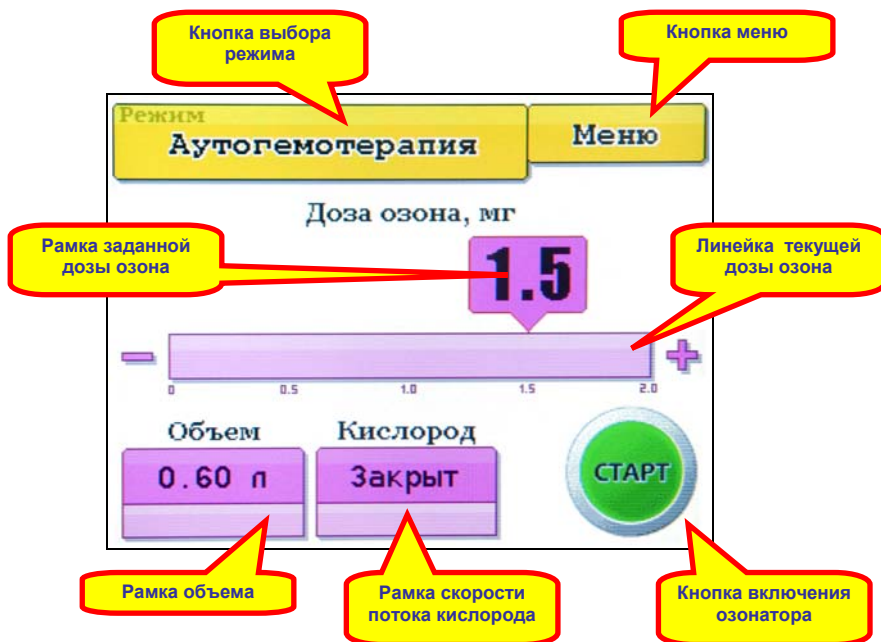 Кнопка выбора
режима
Кнопка меню
Режим
Аутогемотерапия
Меню
Доза озона, мг
Рамка заданной
дозы озона
1.5
Линейка текущей
дозы озона
0 0.5 1.0 1.5 2.0
Объем
Кислород
0.60 л
Закрыт
СТАРТ
Рамка объема
Рамка скорости
потока кислорода
Кнопка включения
озонатора